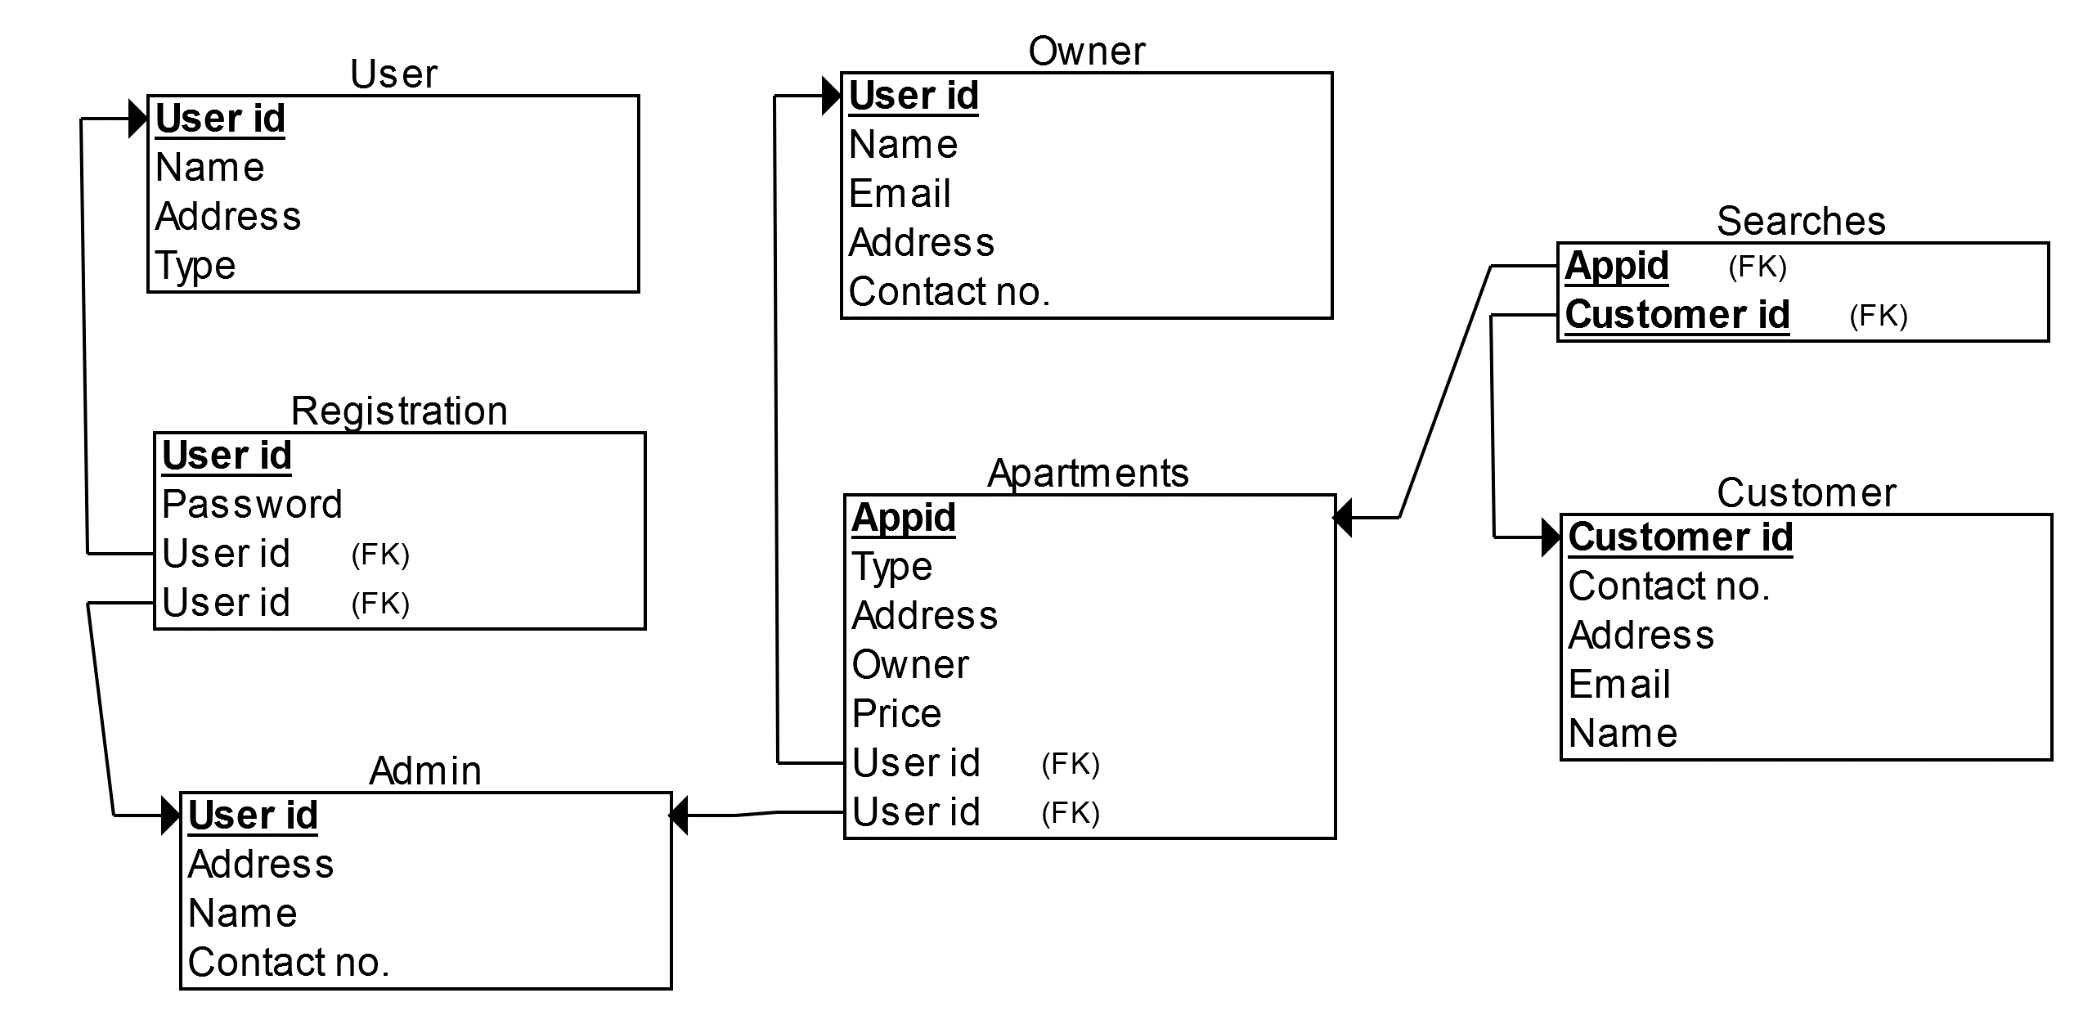 User
User id
Name
Address
Type
Registration
User id
Password
User id (FK)
User id (FK)
Admin
User id
Address
Name
Contact no.
Owner
User id
Name
Email
Address
Contact no.
Apartments
Appid
Type
Address
Owner
Price
User id (FK)
User id (FK)
Searches
Appid (FK)
Customer id (FK)
Customer
Customer id
Contact no.
Address
Email
Name